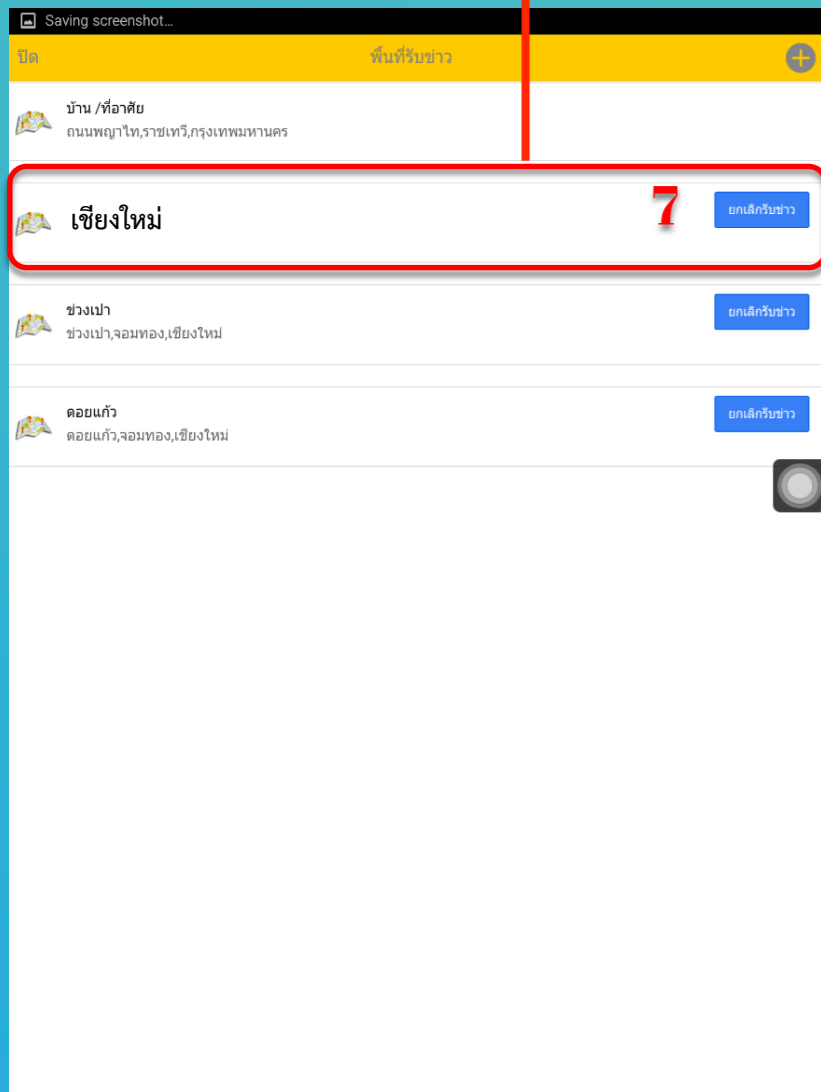 Saving screenshot...
ปิด พื้นที่รับข่าว
บ้าน /ที่อาศัย
ถนนพญาไท,ราชเทวี,กรุงเทพมหานคร
เชียงใหม่ 7 ยกเลิกรับข่าว
ข่วงเปา ยกเลิกรับข่าว
ข่วงเปา,จอมทอง,เชียงใหม่
ดอยแก้ว ยกเลิกรับข่าว
ดอยแก้ว,จอมทอง,เชียงใหม่